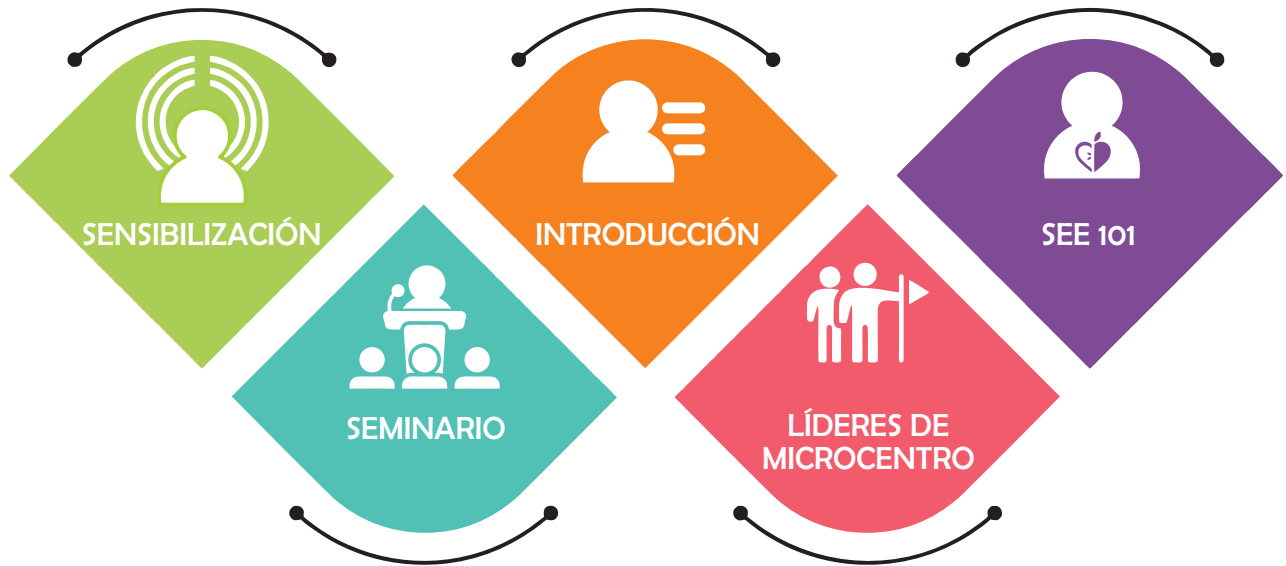 SENSIBILIZACIÓN
SEMINARIO
INTRODUCCIÓN
LÍDERES DE
MICROCENTRO
SEE 101